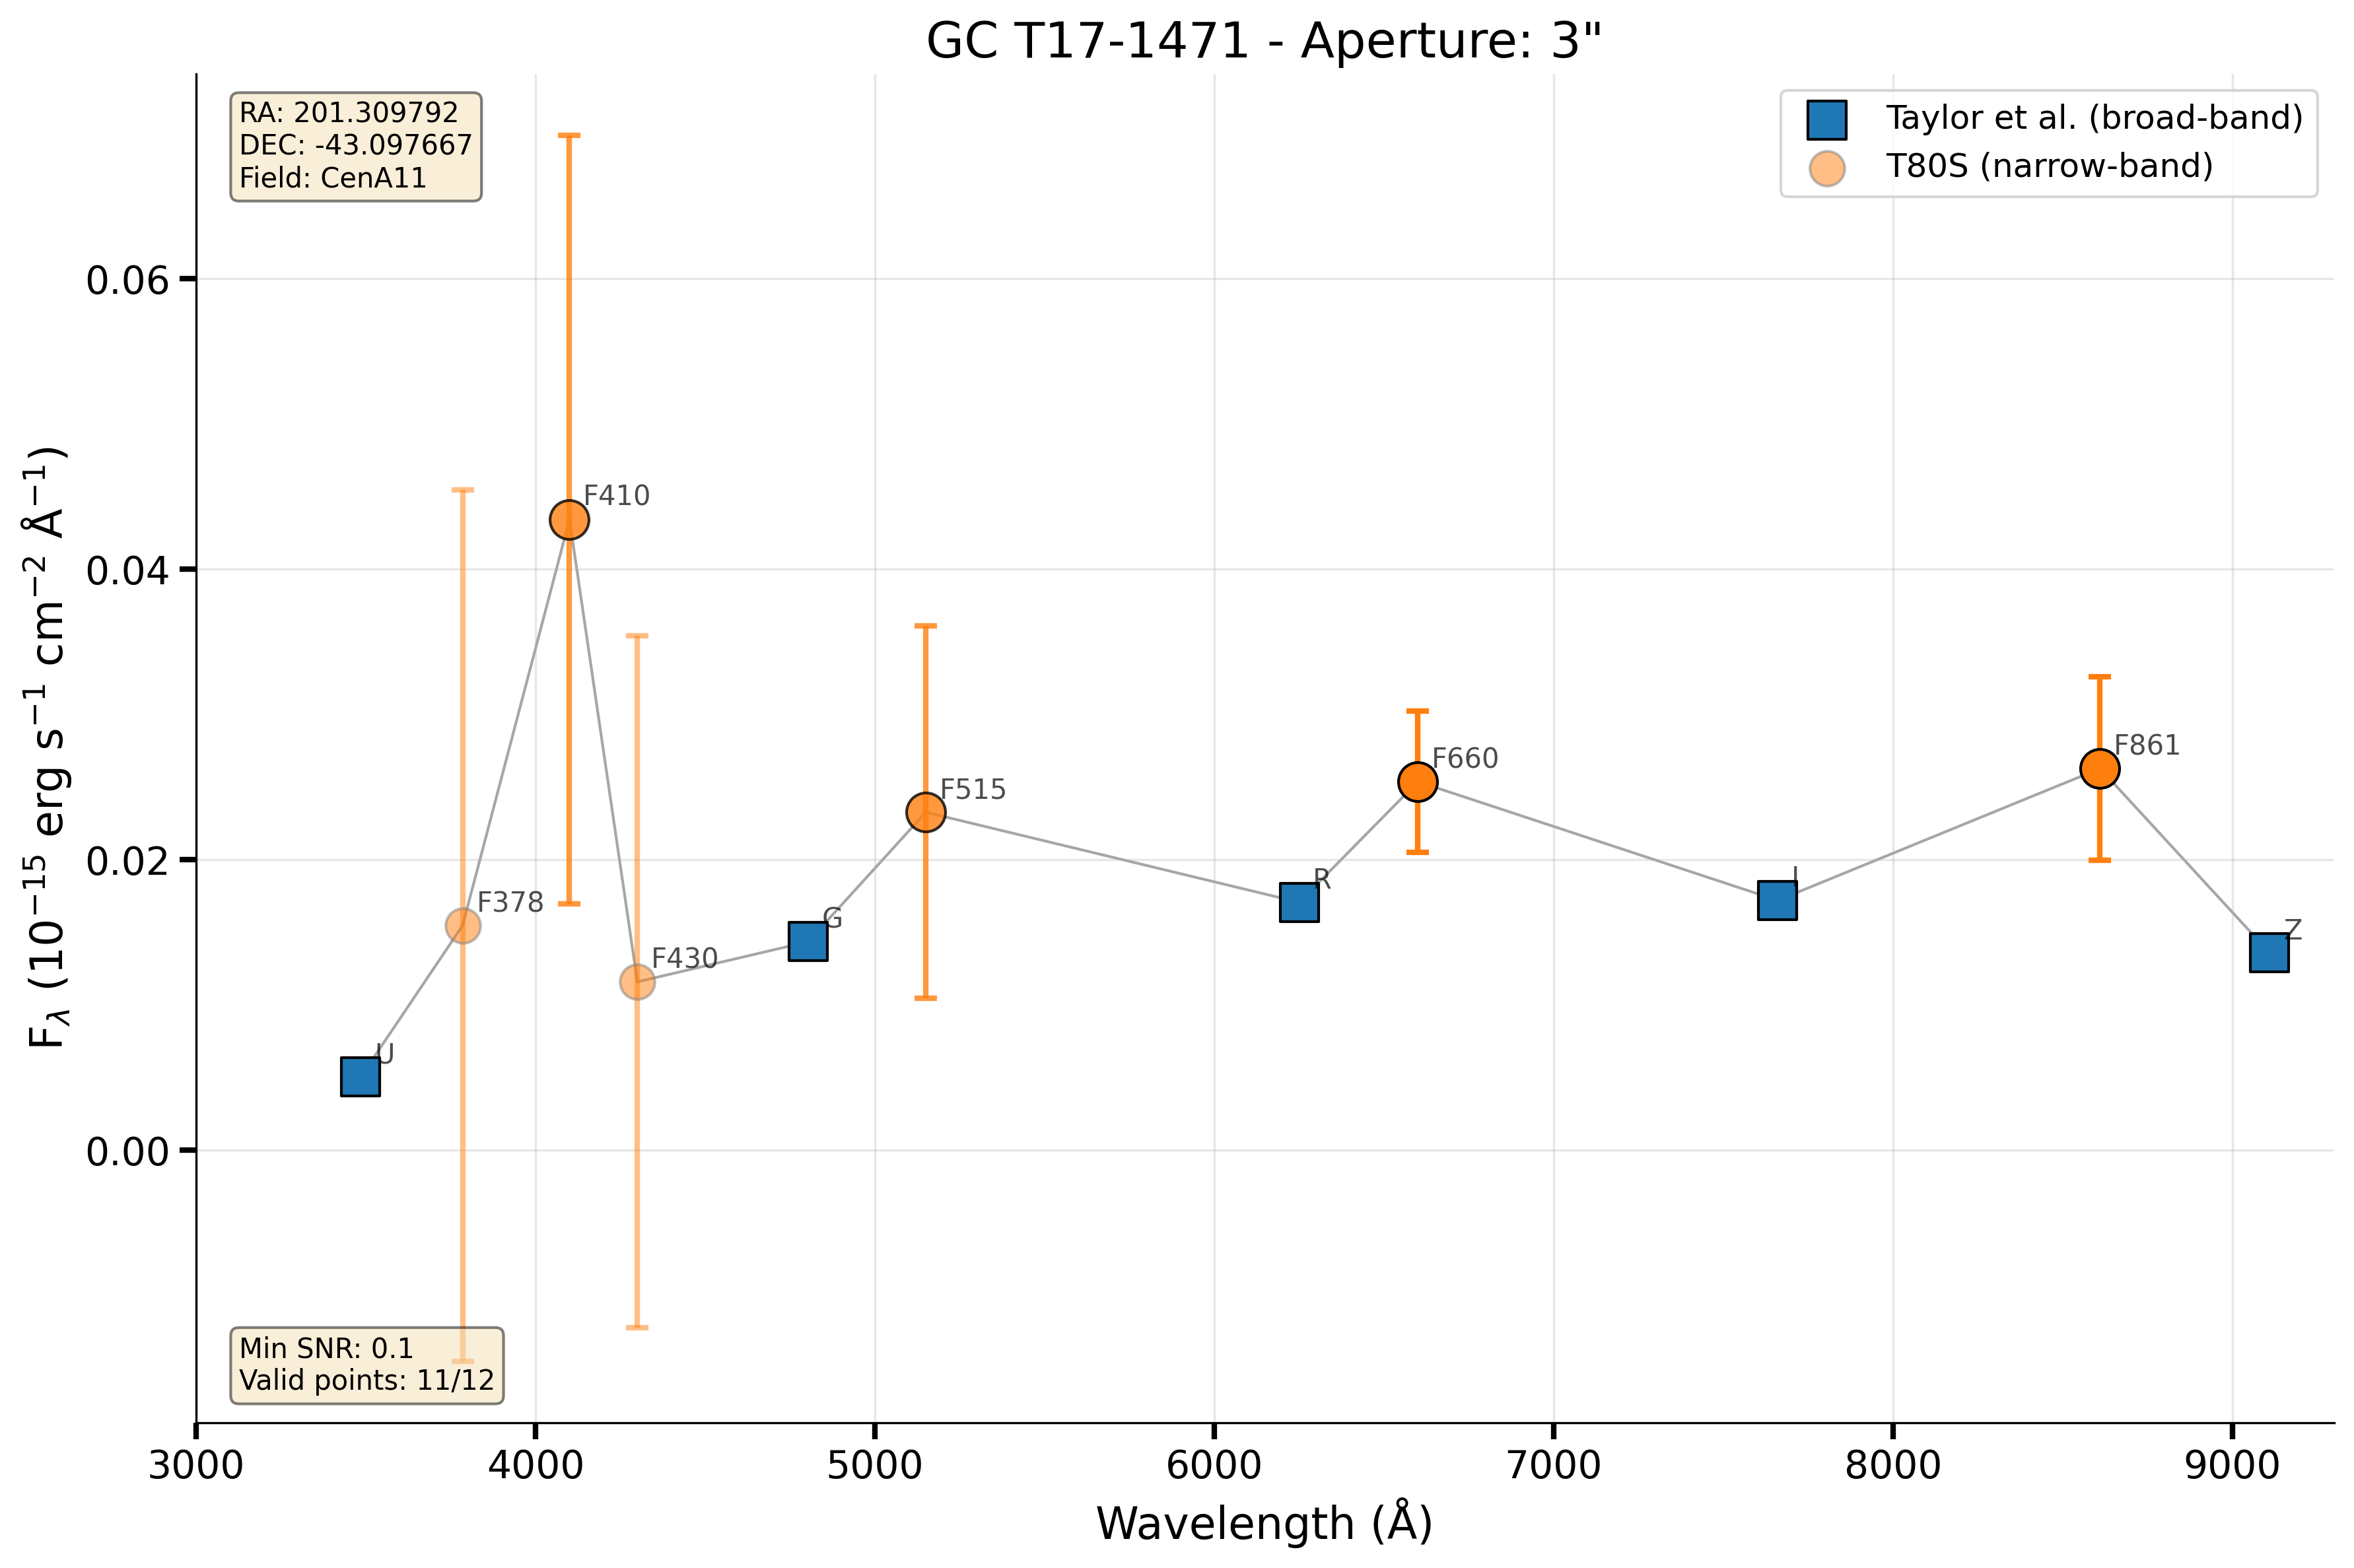 GC T17-1471 - Aperture: 3"
RA: 201.309792
DEC: -43.097667
Field: CenA11
Taylor et al. (broad-band)
T80S (narrow-band)
0.06
0.04
0.02
0.00
F$_{\lambda}$ (10$^{-15}$ erg s$^{-1}$ cm$^{-2}$ Å$^{-1}$)
U
F378
F410
F430
G
F515
R
F660
I
F861
Z
Min SNR: 0.1
Valid points: 11/12
3000
4000
5000
6000
7000
8000
9000
Wavelength (Å)